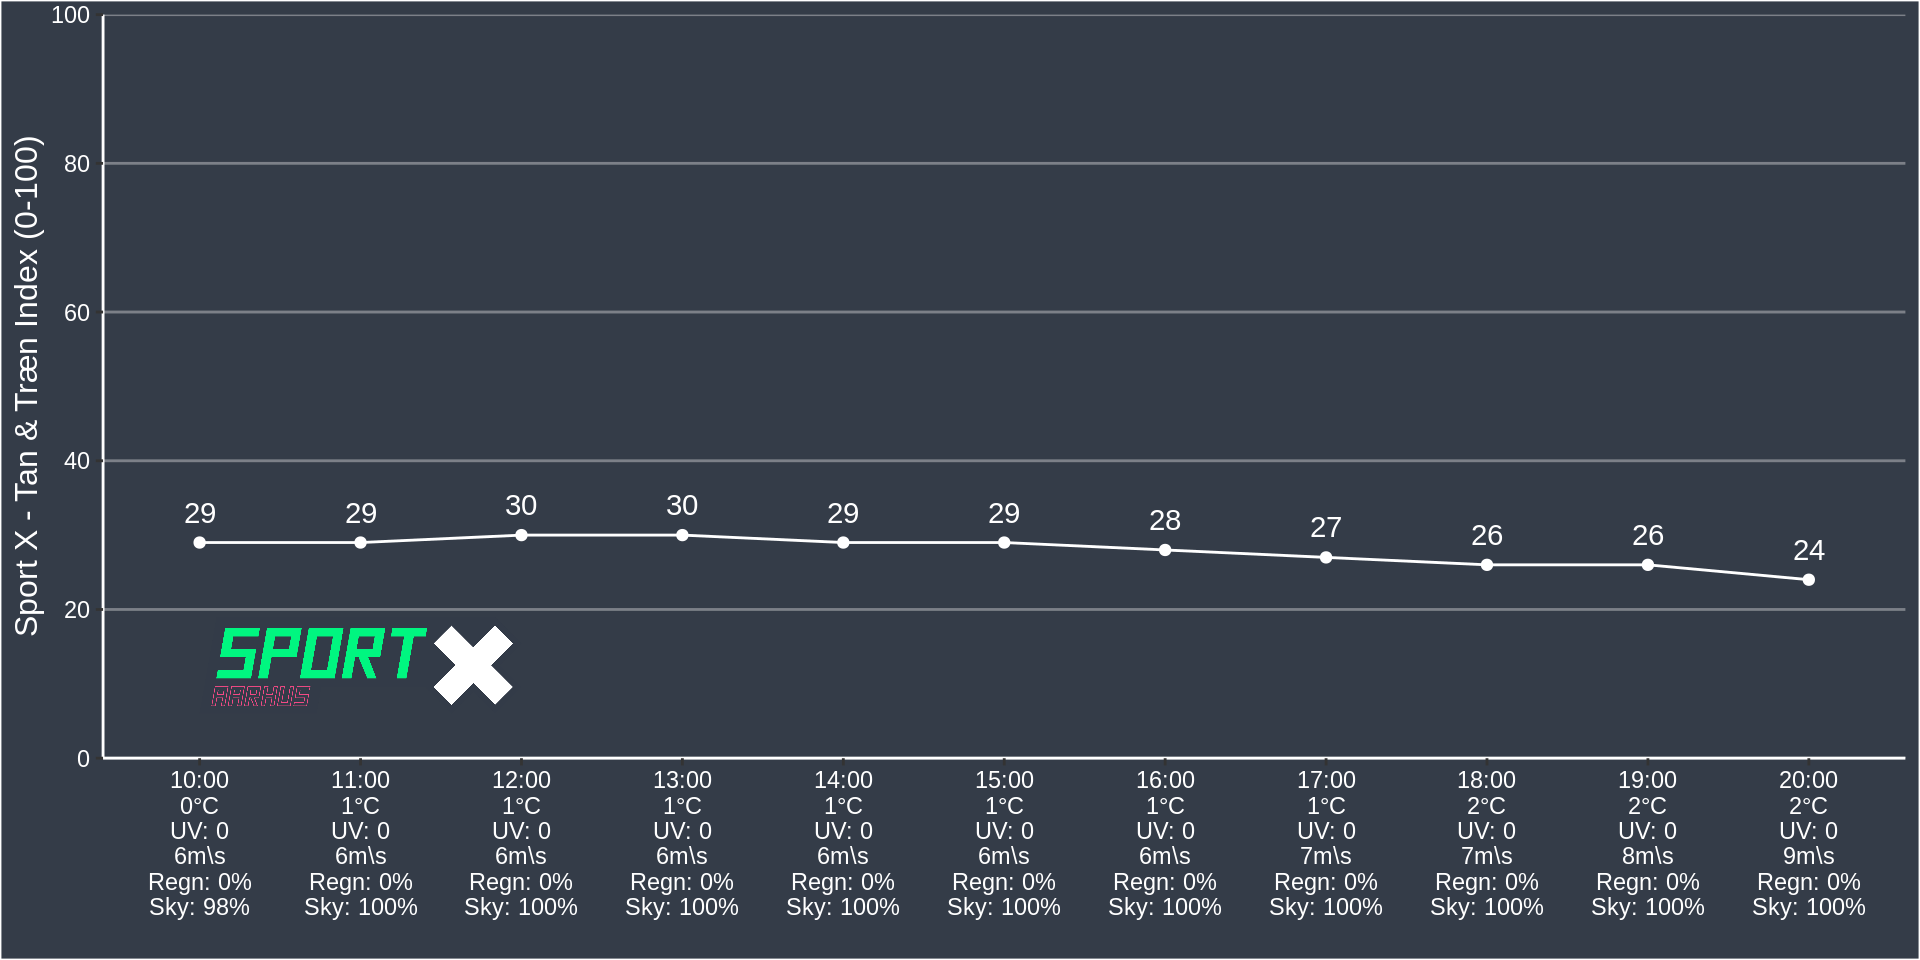 Sport X - Tan & Træn Index (0-100)
100
80
60
40
20
0
29 29 30 30 29 29 28 27 26 26 24
SPORT X
AARHUS
10:00 11:00 12:00 13:00 14:00 15:00 16:00 17:00 18:00 19:00 20:00
0°C 1°C 1°C 1°C 1°C 1°C 1°C 1°C 2°C 2°C 2°C
UV: 0 UV: 0 UV: 0 UV: 0 UV: 0 UV: 0 UV: 0 UV: 0 UV: 0 UV: 0 UV: 0
6m\s 6m\s 6m\s 6m\s 6m\s 6m\s 6m\s 7m\s 7m\s 8m\s 9m\s
Regn: 0% Regn: 0% Regn: 0% Regn: 0% Regn: 0% Regn: 0% Regn: 0% Regn: 0% Regn: 0% Regn: 0% Regn: 0%
Sky: 98% Sky: 100% Sky: 100% Sky: 100% Sky: 100% Sky: 100% Sky: 100% Sky: 100% Sky: 100% Sky: 100% Sky: 100%